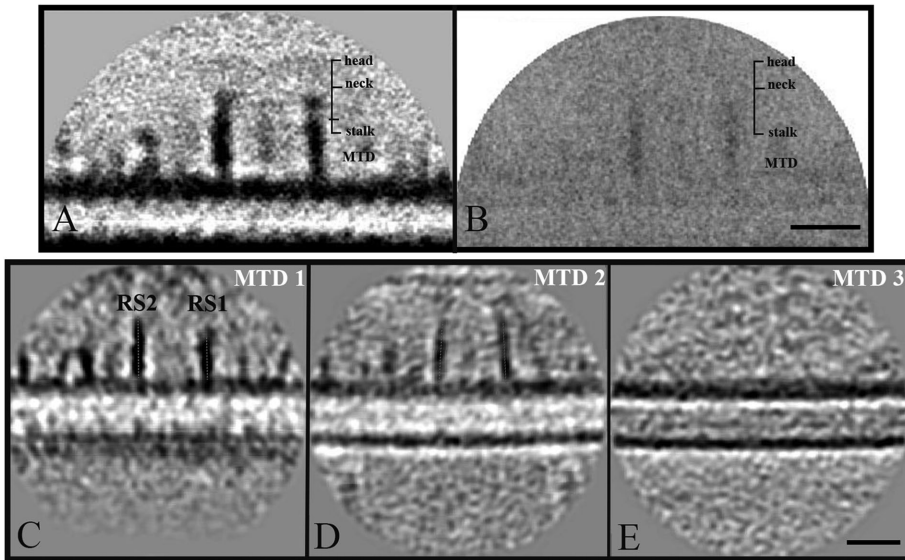 head
neck
stalk
MTD
A
head
neck
stalk
MTD
B
MTD 1
RS2 RS1
C
MTD 2
D
MTD 3
E